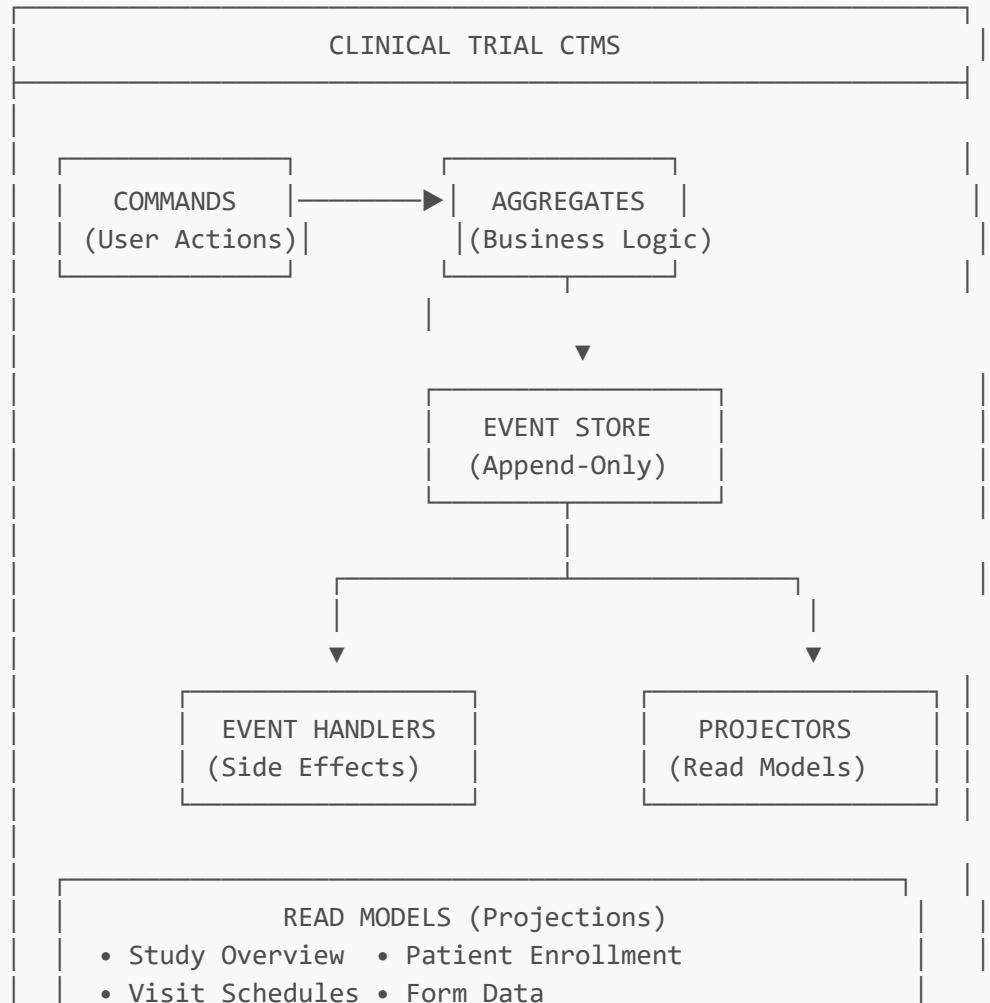 CLINICAL TRIAL CTMS
COMMANDS AGGREGATES
(User Actions) (Business Logic)
EVENT STORE
(Append-Only)
EVENT HANDLERS PROJECTORS
(Side Effects) (Read Models)
READ MODELS (Projections)
• Study Overview • Patient Enrollment
• Visit Schedules • Form Data